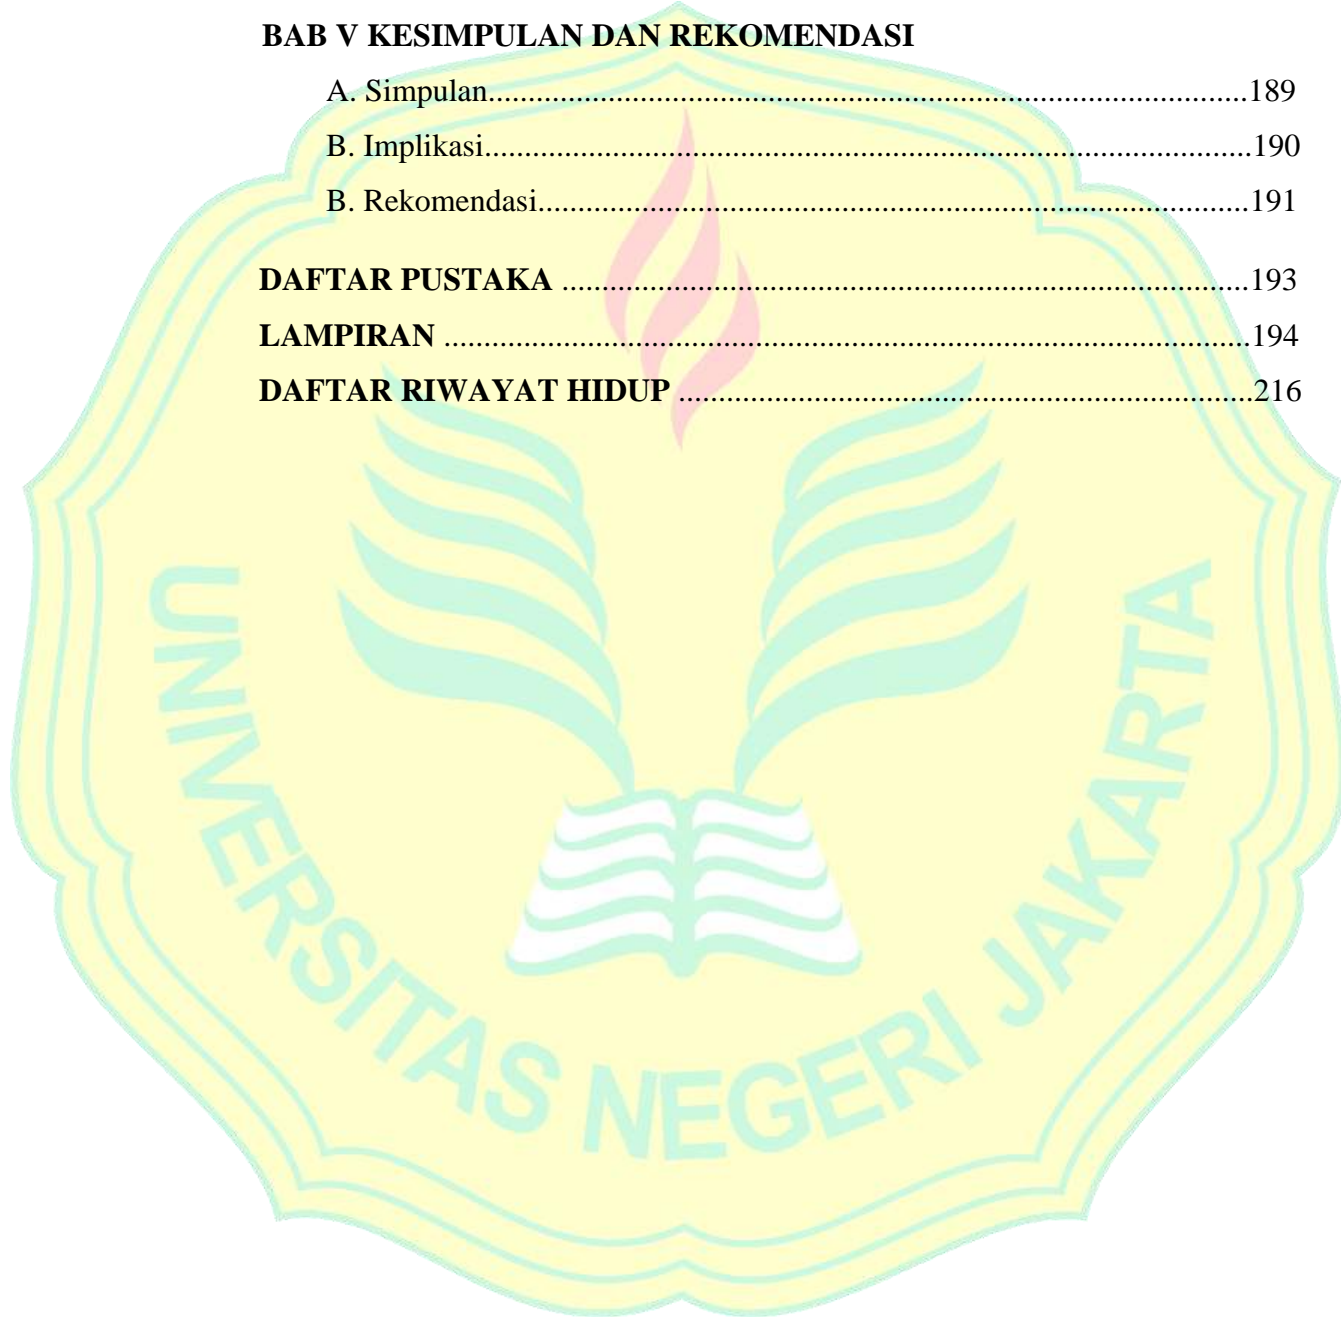 BAB V KESIMPULAN DAN REKOMENDASI
A. Simpulan...............................................................................................189
B. Implikasi................................................................................................190
B. Rekomendasi.........................................................................................191
DAFTAR PUSTAKA ......................................................................................193
LAMPIRAN .....................................................................................................194
DAFTAR RIWAYAT HIDUP ........................................................................216
UNIVERSITAS NEGERI JAKARTA